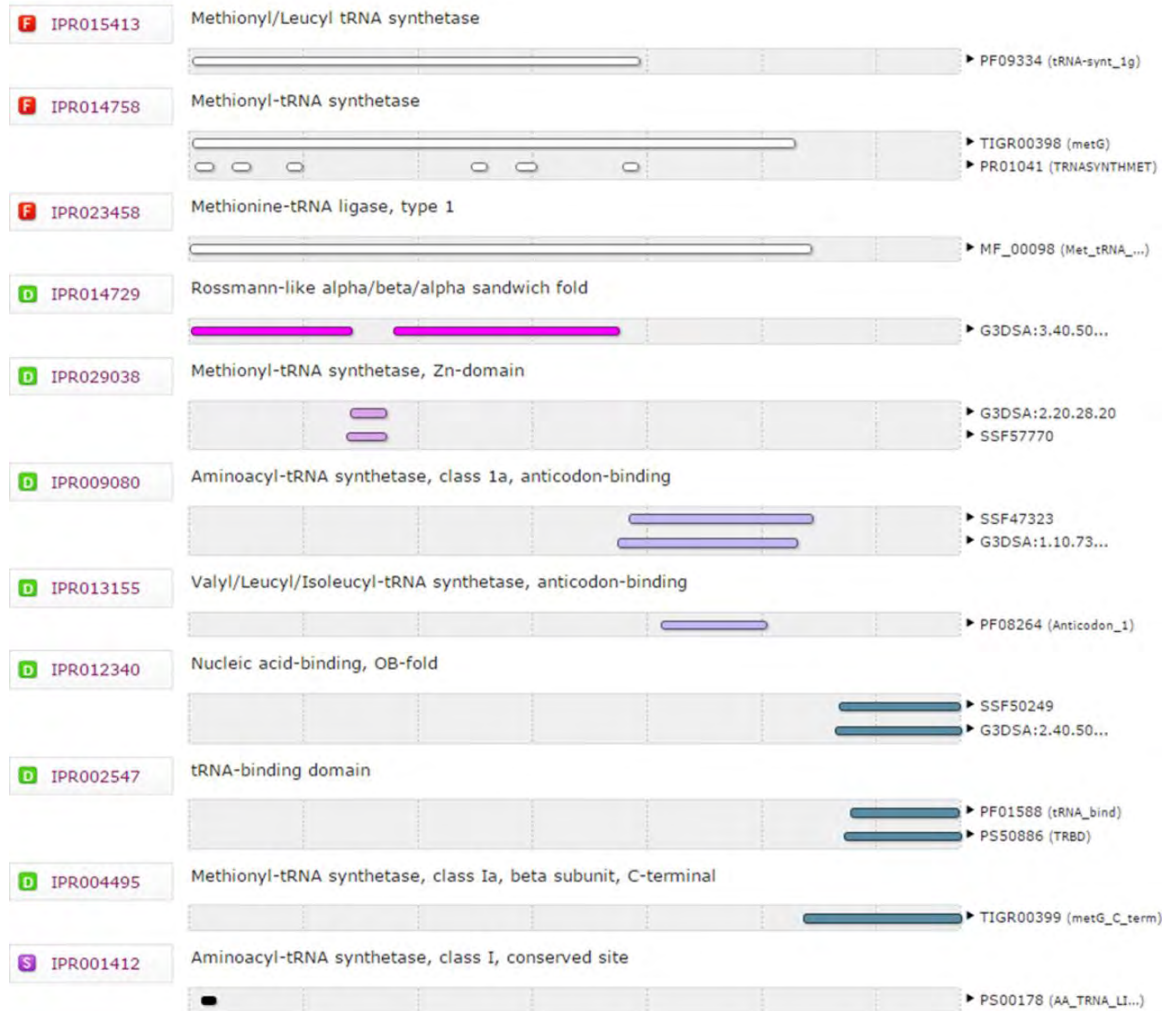 F IPR015413 Methionyl/Leucyl tRNA synthetase
PF09334 (tRNA-synt_1g)
F IPR014758 Methionyl-tRNA synthetase
TIGR00398 (metG)
PR01041 (TRNASYNTHMET)
F IPR023458 Methionine-tRNA ligase, type 1
MF_00098 (Met_tRNA_...)
D IPR014729 Rossmann-like alpha/beta/alpha sandwich fold
G3DSA:3.40.50...
D IPR029038 Methionyl-tRNA synthetase, Zn-domain
G3DSA:2.20.28.20
SSF57770
D IPR009080 Aminoacyl-tRNA synthetase, class 1a, anticodon-binding
SSF47323
G3DSA:1.10.73...
D IPR013155 Valyl/Leucyl/Isoleucyl-tRNA synthetase, anticodon-binding
PF08264 (Anticodon_1)
D IPR012340 Nucleic acid-binding, OB-fold
SSF50249
G3DSA:2.40.50...
D IPR002547 tRNA-binding domain
PF01588 (tRNA_bind)
PS50886 (TRBD)
D IPR004495 Methionyl-tRNA synthetase, class Ia, beta subunit, C-terminal
TIGR00399 (metG_C_term)
S IPR001412 Aminoacyl-tRNA synthetase, class I, conserved site
PS00178 (AA_TRNA_LI...)